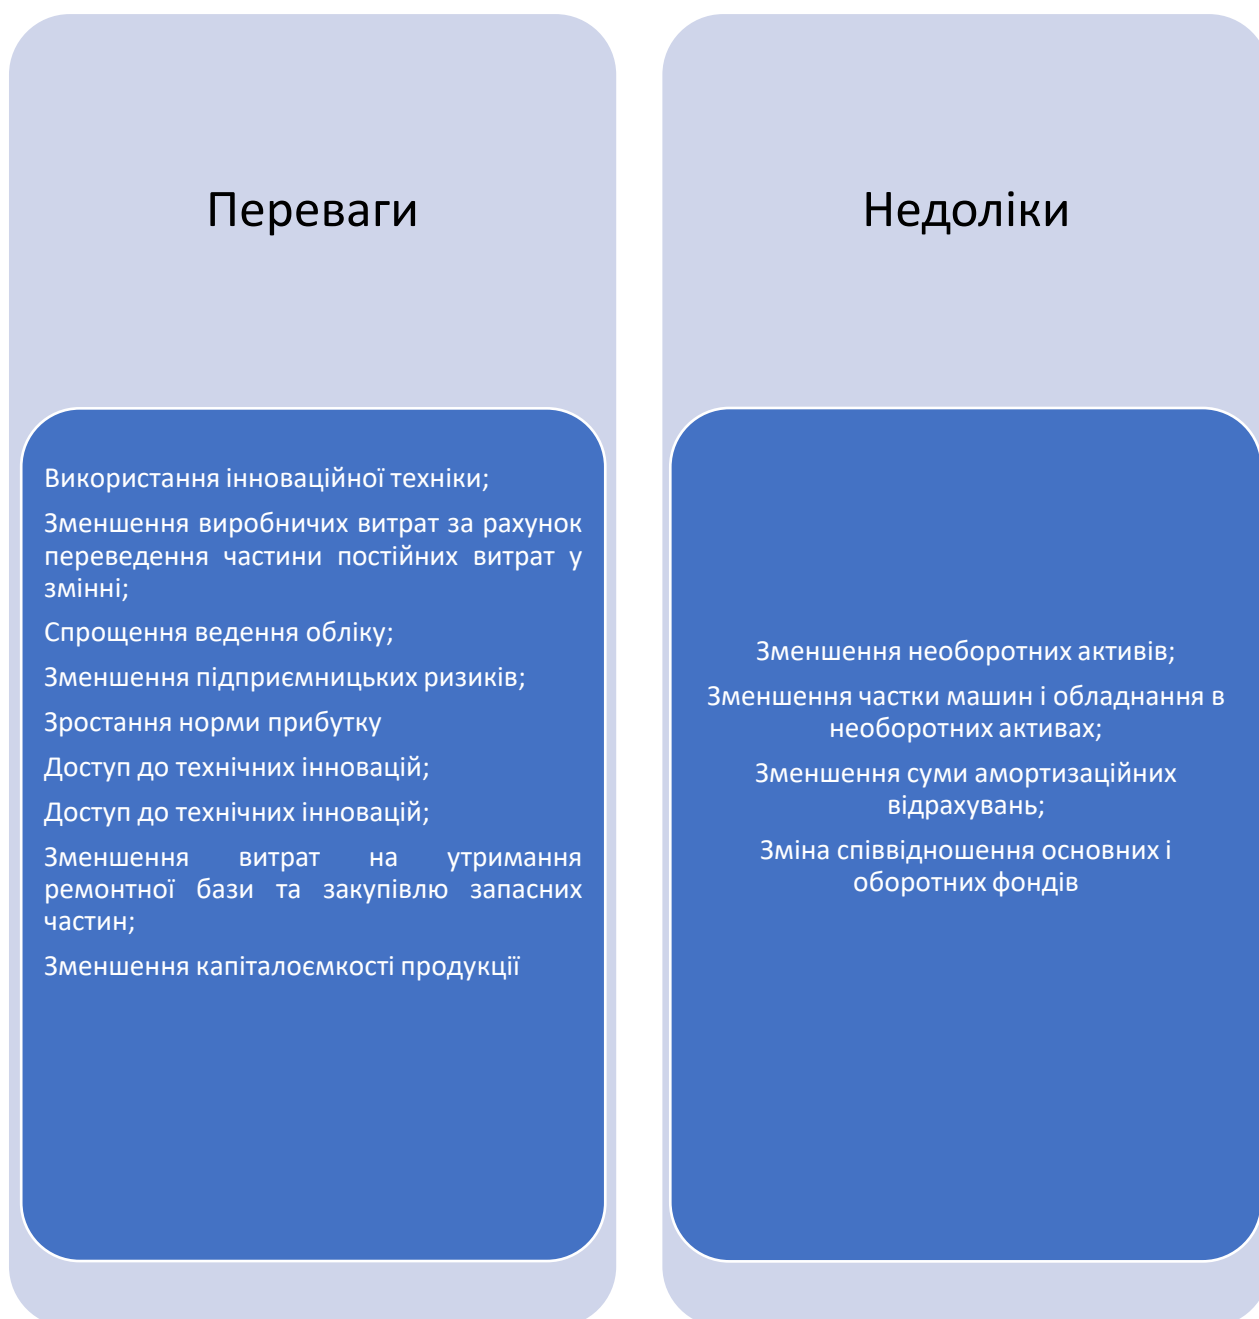 Переваги
Використання інноваційної техніки;
Зменшення виробничих витрат за рахунок
переведення частини постійних витрат у
змінні;
Спрощення ведення обліку;
Зменшення підприємницьких ризиків;
Зростання норми прибутку
Доступ до технічних інновацій;
Доступ до технічних інновацій;
Зменшення витрат на утримання
ремонтної бази та закупівлю запасних
частин;
Зменшення капіталоємкості продукції
Недоліки
Зменшення необоротних активів;
Зменшення частки машин і обладнання в
необоротних активах;
Зменшення суми амортизаційних
відрахувань;
Зміна співвідношення основних і
оборотних фондів